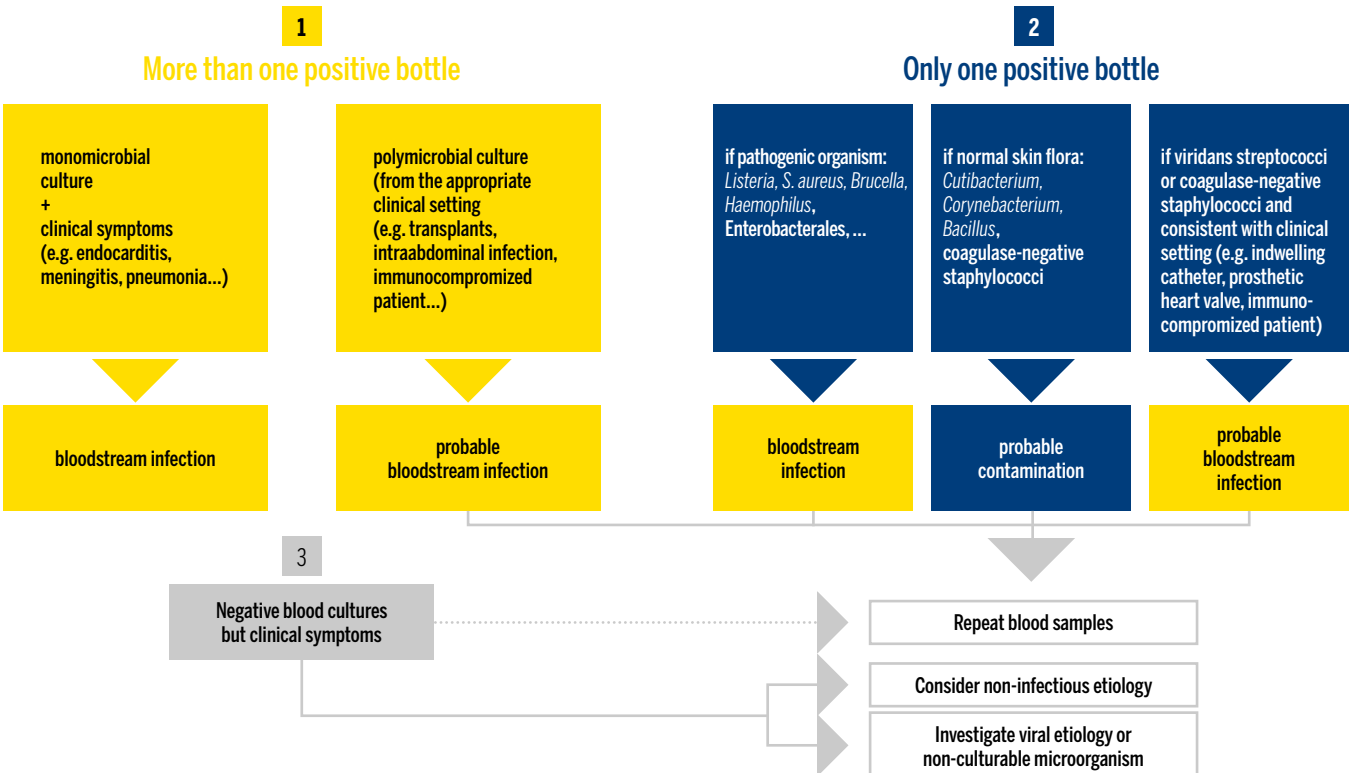 1
More than one positive bottle
monomicrobial
culture
+
clinical symptoms
(e.g. endocarditis,
meningitis, pneumonia...)
polymicrobial culture
(from the appropriate
clinical setting
(e.g. transplants,
intraabdominal infection,
immunocompromized
patient...)
bloodstream infection
probable
bloodstream infection
2
Only one positive bottle
if pathogenic organism:
Listeria, S. aureus, Brucella,
Haemophilus,
Enterobacterales, ...
if normal skin flora:
Cutibacterium,
Corynebacterium,
Bacillus,
coagulase-negative
staphylococci
if viridans streptococci
or coagulase-negative
staphylococci and
consistent with clinical
setting (e.g. indwelling
catheter, prosthetic
heart valve, immuno-
compromized patient)
bloodstream
infection
probable
contamination
probable
bloodstream
infection
3
Negative blood cultures
but clinical symptoms
Repeat blood samples
Consider non-infectious etiology
Investigate viral etiology or
non-culturable microorganism